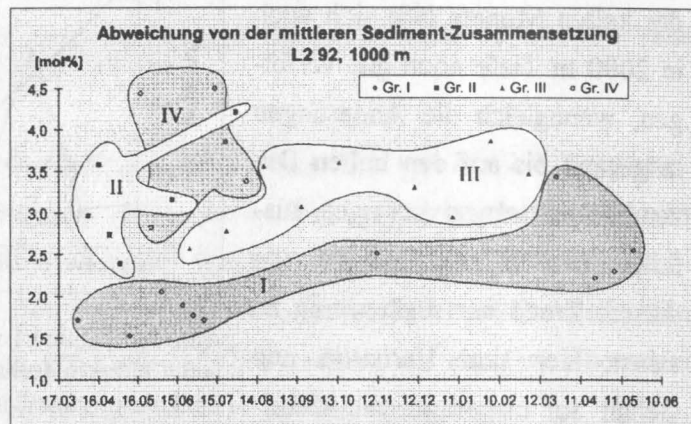 Abweichung von der mittleren Sediment-Zusammensetzung
L2 92, 1000 m
[mol%]
Gr. I Gr. II Gr. III Gr. IV
4,5
4,0
3,5
3,0
2,5
2,0
1,5
1,0
IV
II
III
I
17.03 16.04 16.05 15.06 15.07 14.08 13.09 13.10 12.11 12.12 11.01 10.02 12.03 11.04 11.05 10.06